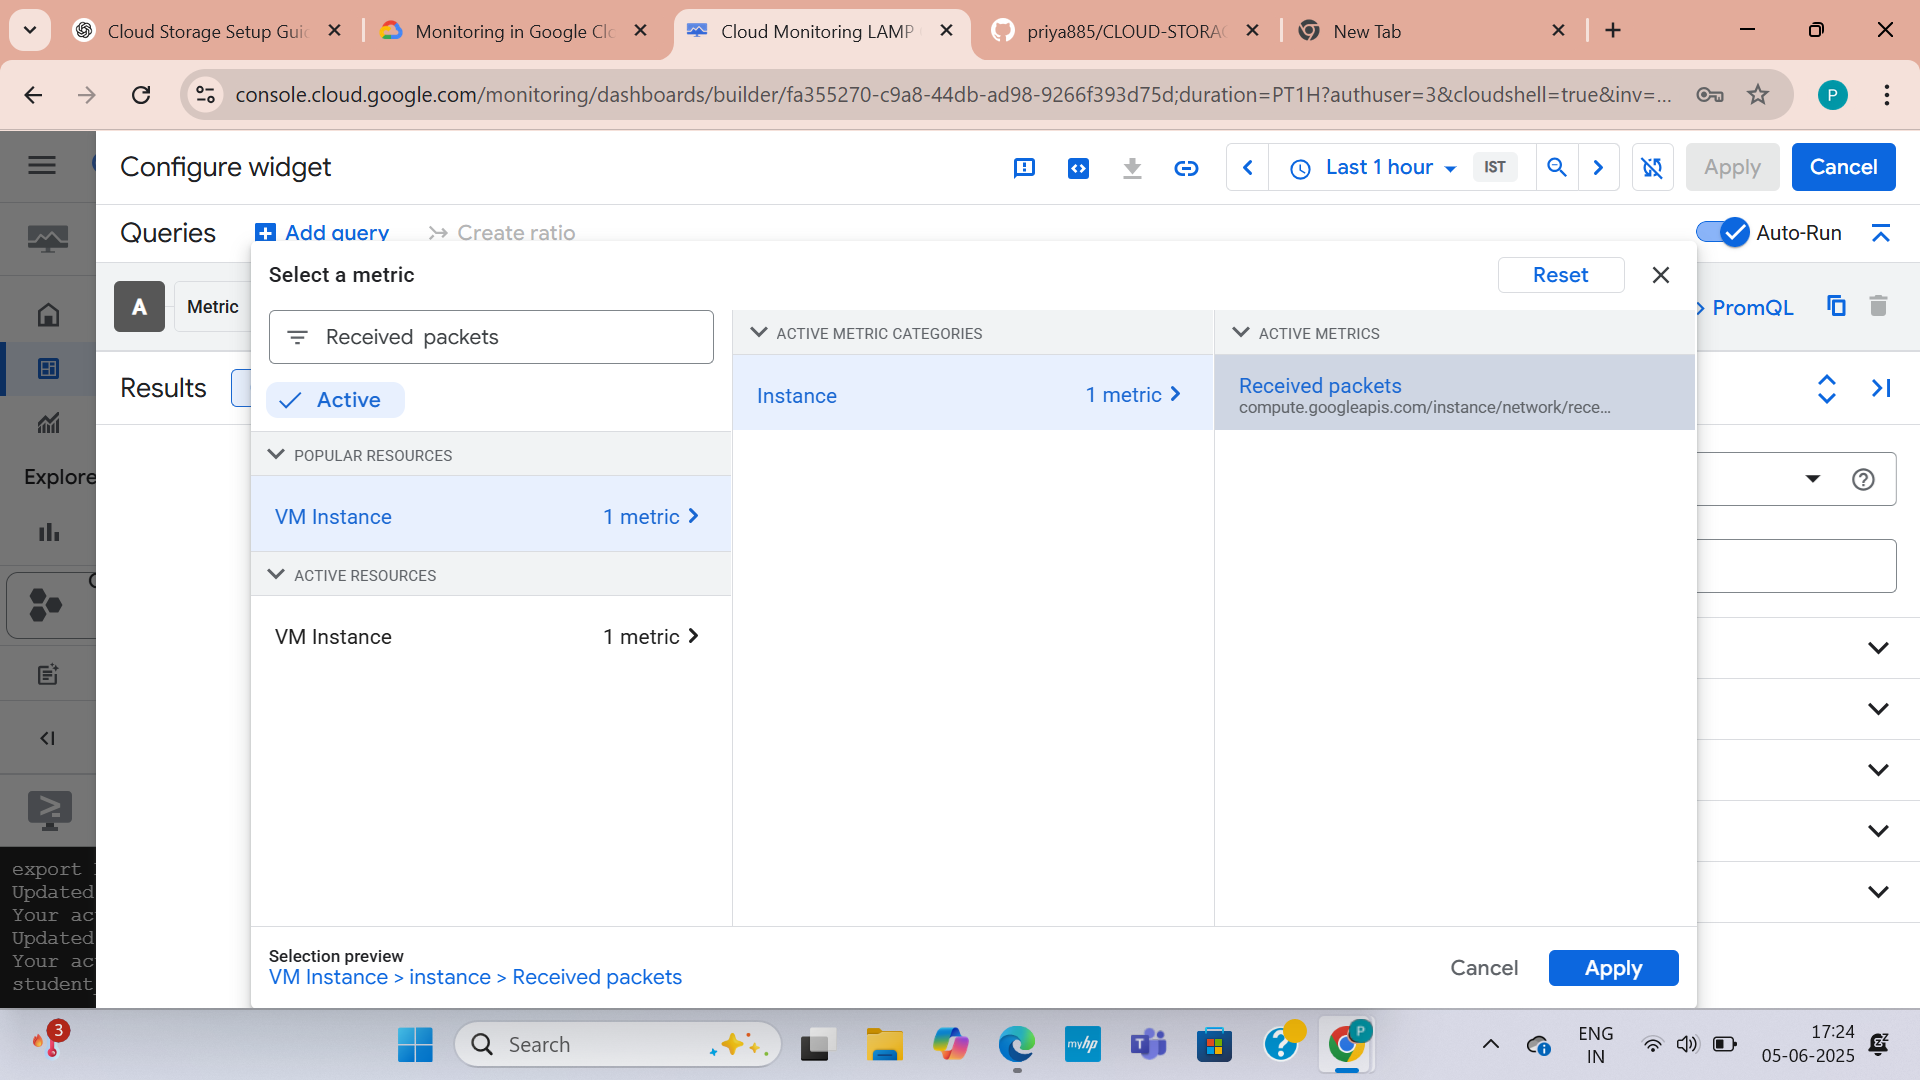 Cloud Storage Setup Gui
Monitoring in Google Clo
Cloud Monitoring LAMP
priya885/CLOUD-STORAG
New Tab
console.cloud.google.com/monitoring/dashboards/builder/fa355270-c9a8-44db-ad98-9266f393d75d;duration=PT1H?authuser=3&cloudshell=true&inv=...
P
Configure widget
Last 1 hour
IST
Apply
Cancel
Queries
Add query
Create ratio
Auto-Run
Select a metric
Reset
A
Metric
PromQL
Received packets
ACTIVE METRIC CATEGORIES
ACTIVE METRICS
Results
Active
Instance
1 metric
Received packets
compute.googleapis.com/instance/network/rece...
POPULAR RESOURCES
Explore
VM Instance
1 metric
ACTIVE RESOURCES
VM Instance
1 metric
export
Updated
Your ac
Updated
Your ac
student
Selection preview
VM Instance > instance > Received packets
Cancel
Apply
3
Search
myhp
P
ENG
IN
17:24
05-06-2025